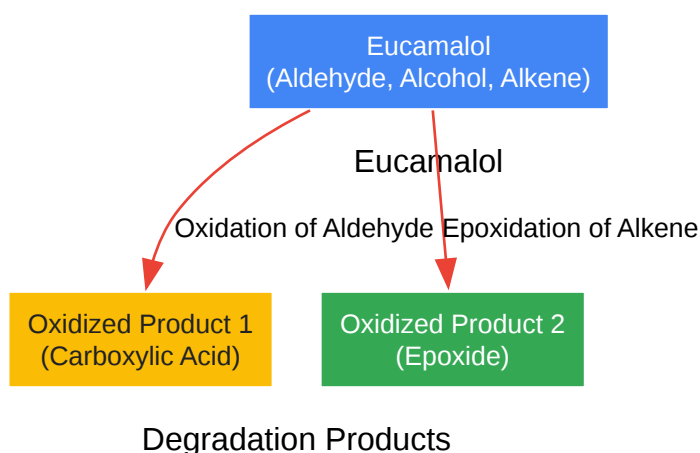 Eucamalol
(Aldehyde, Alcohol, Alkene)
Eucamalol
Oxidation of Aldehyde
Epoxidation of Alkene
Oxidized Product 1
(Carboxylic Acid)
Oxidized Product 2
(Epoxide)
Degradation Products